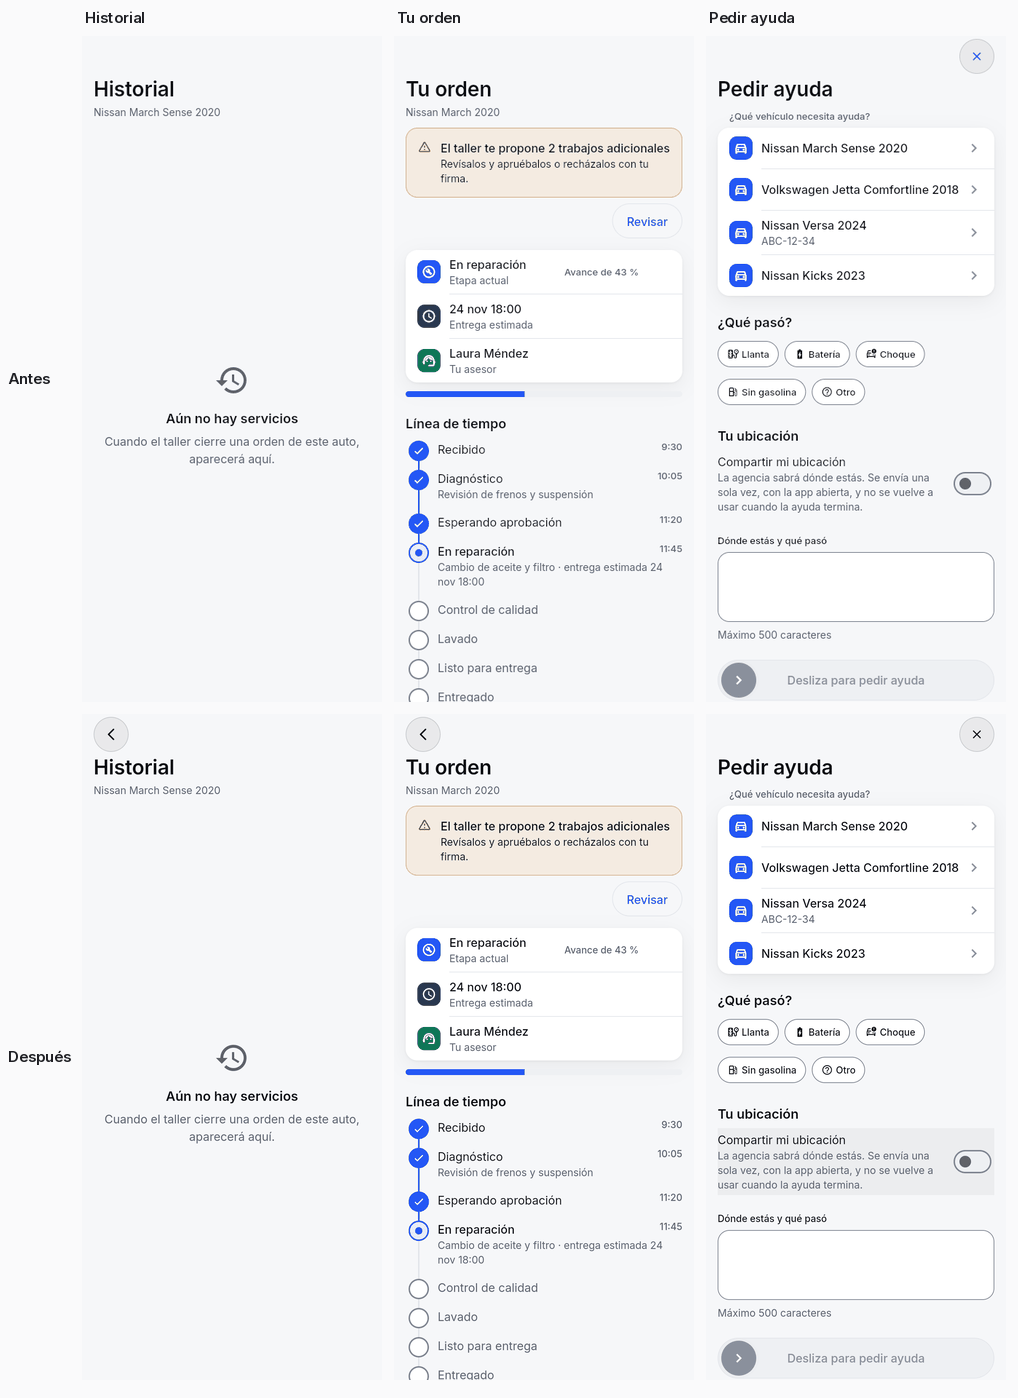 Historial
Tu orden
Pedir ayuda
Antes
Historial
Nissan March Sense 2020
Aún no hay servicios
Cuando el taller cierre una orden de este auto,
aparecerá aquí.
Tu orden
Nissan March 2020
El taller te propone 2 trabajos adicionales
Revísalos y apruébalos o recházalos con tu
firma.
Revisar
En reparación
Etapa actual
Avance de 43 %
24 nov 18:00
Entrega estimada
Laura Méndez
Tu asesor
Línea de tiempo
Recibido
9:30
Diagnóstico
10:05
Revisión de frenos y suspensión
Esperando aprobación
11:20
En reparación
11:45
Cambio de aceite y filtro · entrega estimada 24
nov 18:00
Control de calidad
Lavado
Listo para entrega
Entregado
Pedir ayuda
¿Qué vehículo necesita ayuda?
Nissan March Sense 2020
Volkswagen Jetta Comfortline 2018
Nissan Versa 2024
ABC-12-34
Nissan Kicks 2023
¿Qué pasó?
Llanta
Batería
Choque
Sin gasolina
Otro
Tu ubicación
Compartir mi ubicación
La agencia sabrá dónde estás. Se envía una
sola vez, con la app abierta, y no se vuelve a
usar cuando la ayuda termina.
Dónde estás y qué pasó
Máximo 500 caracteres
Desliza para pedir ayuda
Después
Historial
Nissan March Sense 2020
Aún no hay servicios
Cuando el taller cierre una orden de este auto,
aparecerá aquí.
Tu orden
Nissan March 2020
El taller te propone 2 trabajos adicionales
Revísalos y apruébalos o recházalos con tu
firma.
Revisar
En reparación
Etapa actual
Avance de 43 %
24 nov 18:00
Entrega estimada
Laura Méndez
Tu asesor
Línea de tiempo
Recibido
9:30
Diagnóstico
10:05
Revisión de frenos y suspensión
Esperando aprobación
11:20
En reparación
11:45
Cambio de aceite y filtro · entrega estimada 24
nov 18:00
Control de calidad
Lavado
Listo para entrega
Entregado
Pedir ayuda
¿Qué vehículo necesita ayuda?
Nissan March Sense 2020
Volkswagen Jetta Comfortline 2018
Nissan Versa 2024
ABC-12-34
Nissan Kicks 2023
¿Qué pasó?
Llanta
Batería
Choque
Sin gasolina
Otro
Tu ubicación
Compartir mi ubicación
La agencia sabrá dónde estás. Se envía una
sola vez, con la app abierta, y no se vuelve a
usar cuando la ayuda termina.
Dónde estás y qué pasó
Máximo 500 caracteres
Desliza para pedir ayuda